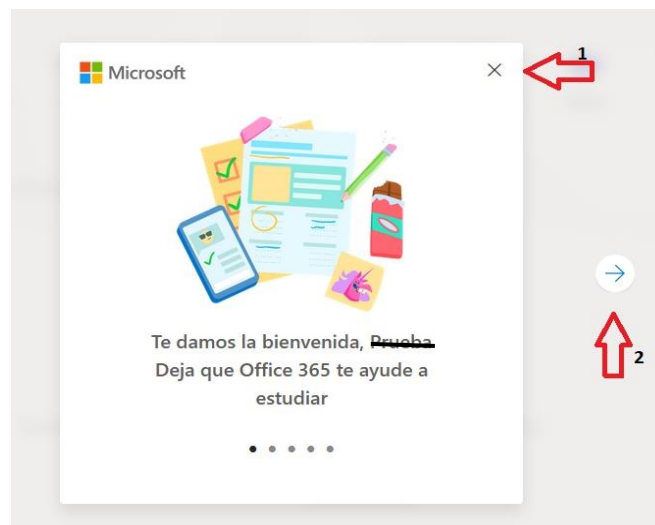 Microsoft
1
Te damos la bienvenida, Prueba
Deja que Office 365 te ayude a
estudiar
2